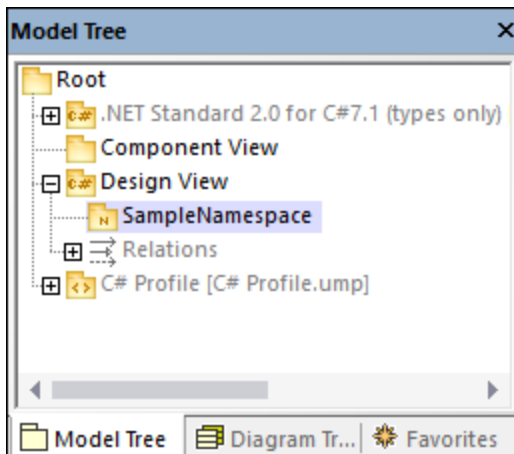 Model Tree
Root
.NET Standard 2.0 for C#7.1 (types only)
Component View
Design View
SampleNamespace
Relations
C# Profile [C# Profile.ump]
Model Tree Diagram Tr... Favorites